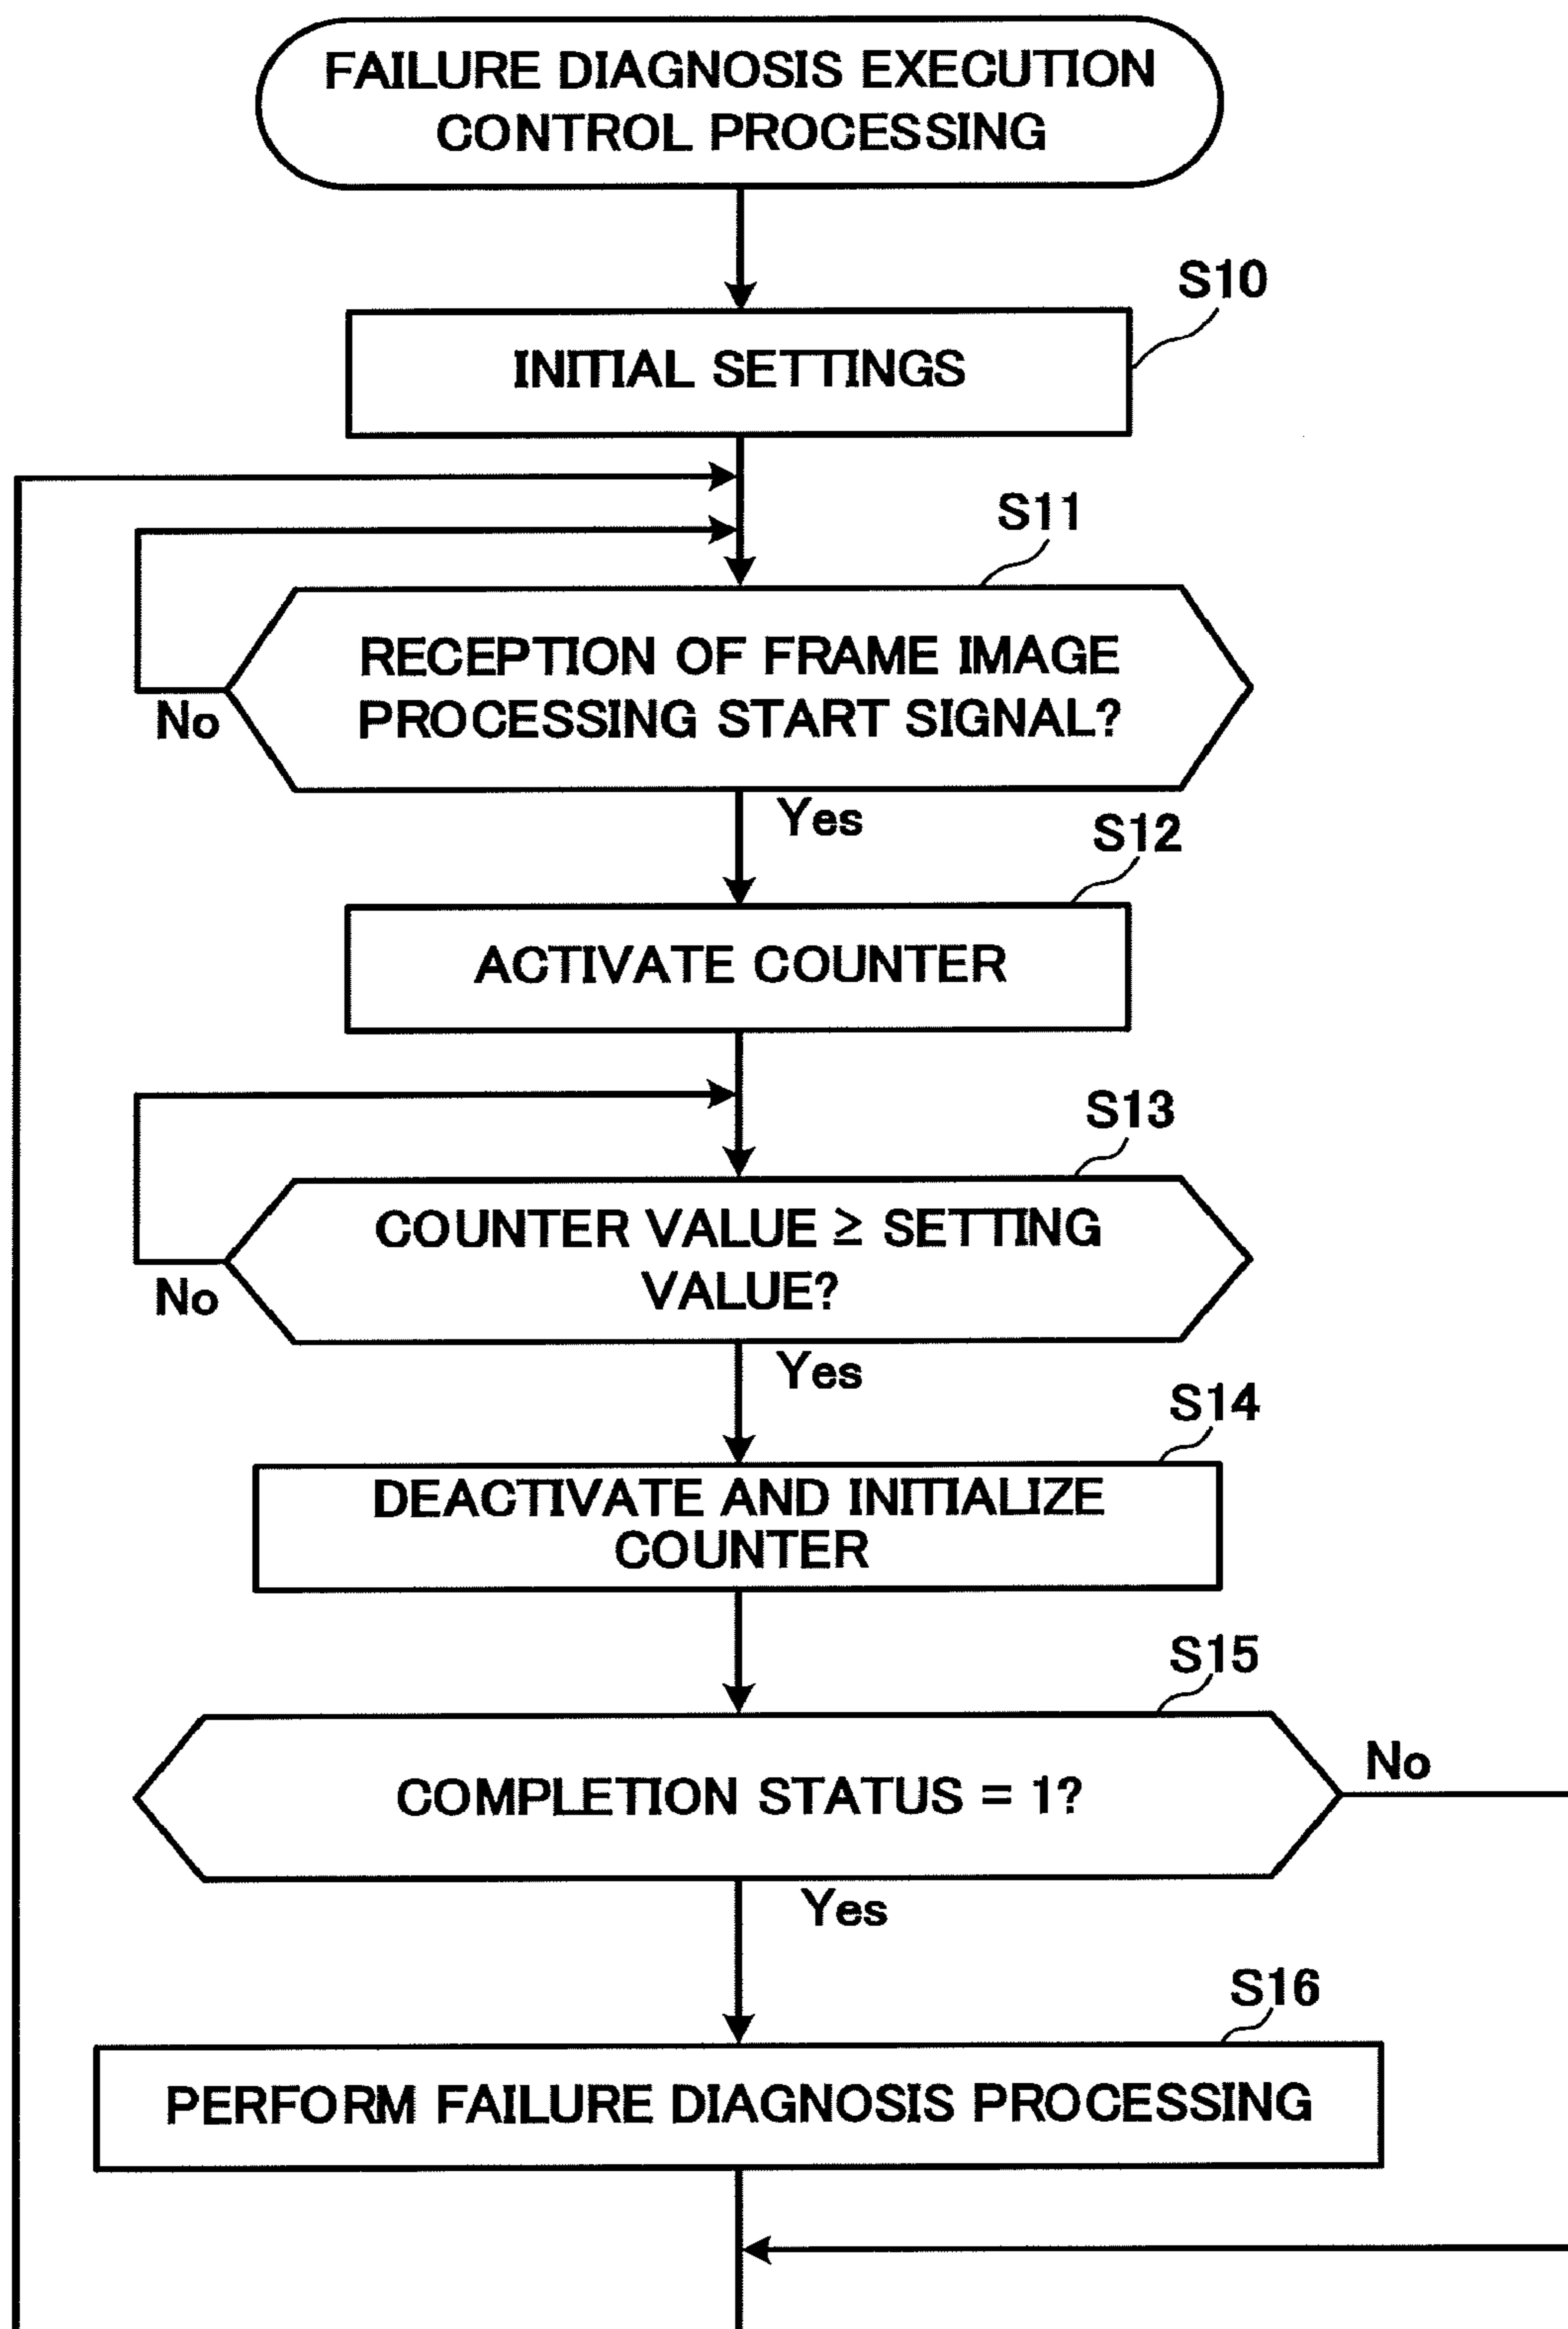 FAILURE DIAGNOSIS EXECUTION
CONTROL PROCESSING
S10
INITIAL SETTINGS
S11
RECEPTION OF FRAME IMAGE
PROCESSING START SIGNAL?
No
Yes
S12
ACTIVATE COUNTER
S13
COUNTER VALUE ≥ SETTING
VALUE?
No
Yes
S14
DEACTIVATE AND INITIALIZE
COUNTER
S15
COMPLETION STATUS = 1?
No
Yes
S16
PERFORM FAILURE DIAGNOSIS PROCESSING